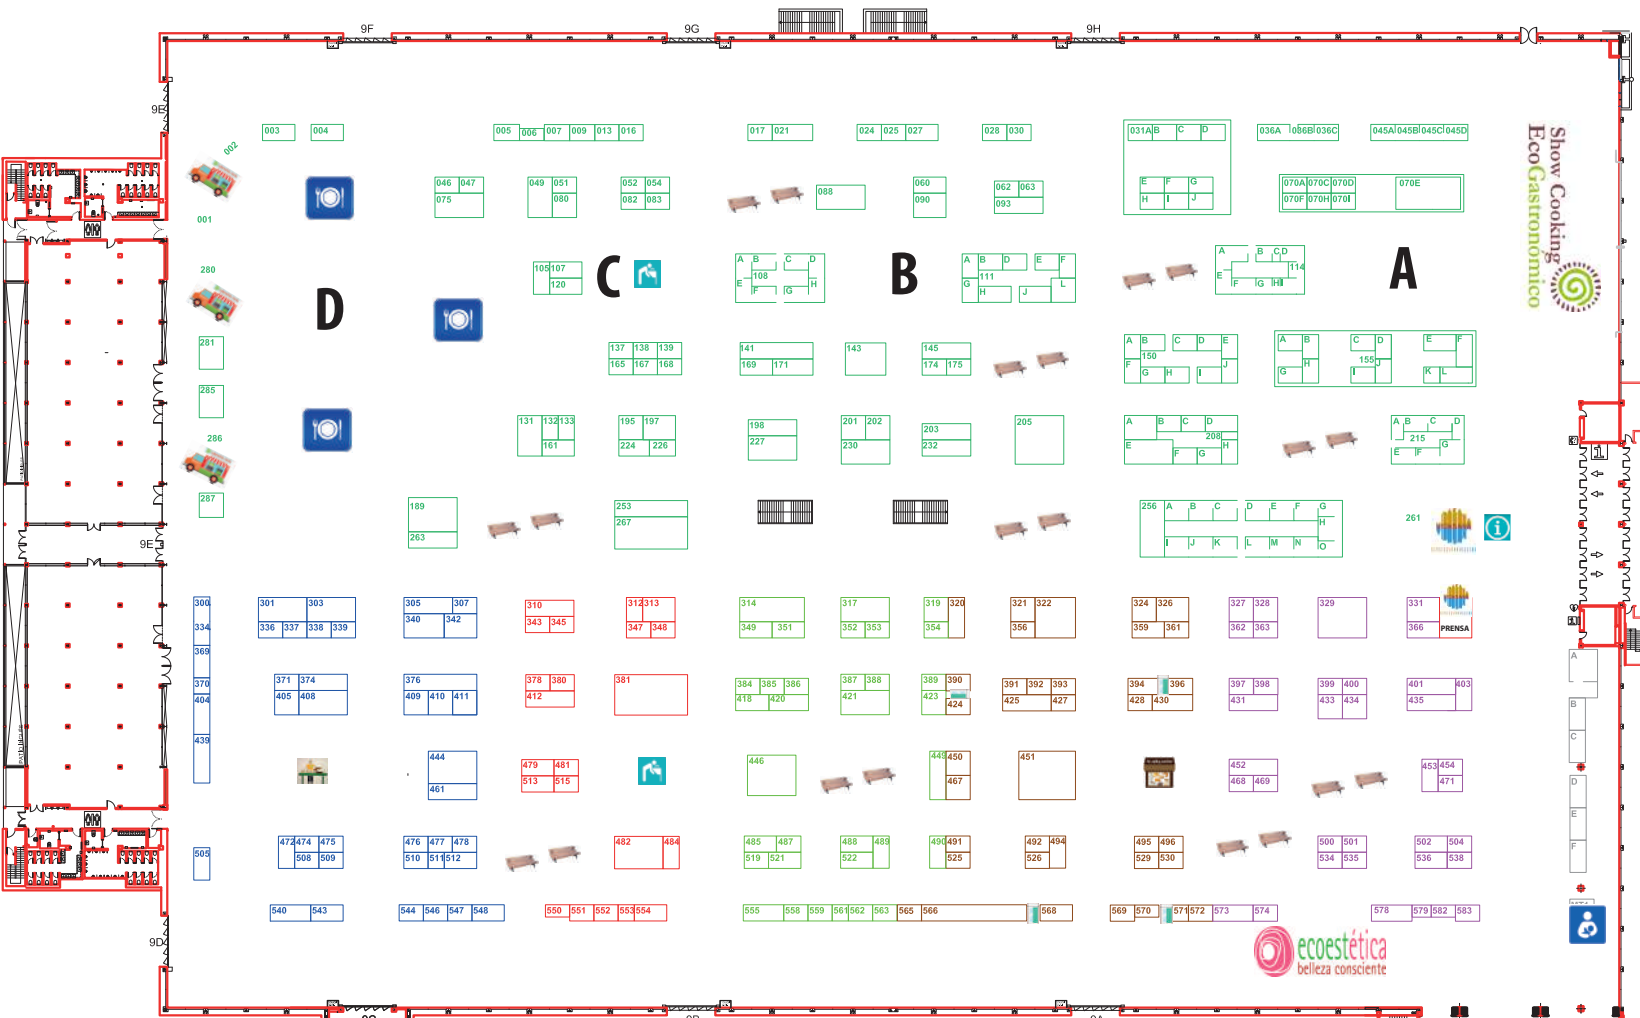 9F 9G 9H
9E
003 004 005 006 007 009 013 016 017 021 024 025 027 028 030 031A B C D 036A 036B 036C 045A 045B 045C 045D
002
046 047 049 051 052 054 060 062 063 E F G 070A 070C 070D 070E
075 080 082 083 088 090 093 H I J 070F 070H 070I
001
Show Cooking
EcoGastronómico
280
105 107 A B C D A B D E F A B C D
120 108 111 114
E F G H G H J L E F G H I
D C B A
281
137 138 139 141 143 145 A B C D E A B C D E F
165 167 168 169 171 174 175 150 155
F G H I J G H I J K L
285
131 132 133 195 197 198 201 202 203 205 A B C D A B C D
161 224 226 227 230 232 208 215
E F G H E F G
286
287
189 253 256 A B C D E F G
263 267 H I J K L M N O
261
1
9E
300 301 303 305 307 310 312 313 314 317 319 320 321 322 324 326 327 328 329 331
334 336 337 338 339 340 342 343 345 347 348 349 351 352 353 354 356 359 361 362 363 366 PRENSA
369
370 371 374 376 378 380 381 384 385 386 387 388 389 390 391 392 393 394 396 397 398 399 400 401 403
404 405 408 409 410 411 412 418 420 421 423 424 425 427 428 430 431 433 434 435
439 444 446 449 450 451 452 453 454
461 467 468 469 471
479 481
513 515
472 474 475 476 477 478 482 484 485 487 488 489 490 491 492 494 495 496 500 501 502 504
505 508 509 510 511 512 519 521 522 525 526 529 530 534 535 536 538
540 543 544 546 547 548 550 551 552 553 554 555 558 559 561 562 563 565 566 568 569 570 571 572 573 574 578 579 582 583
A
B
C
D
E
F
9D
ecoestética
belleza consciente